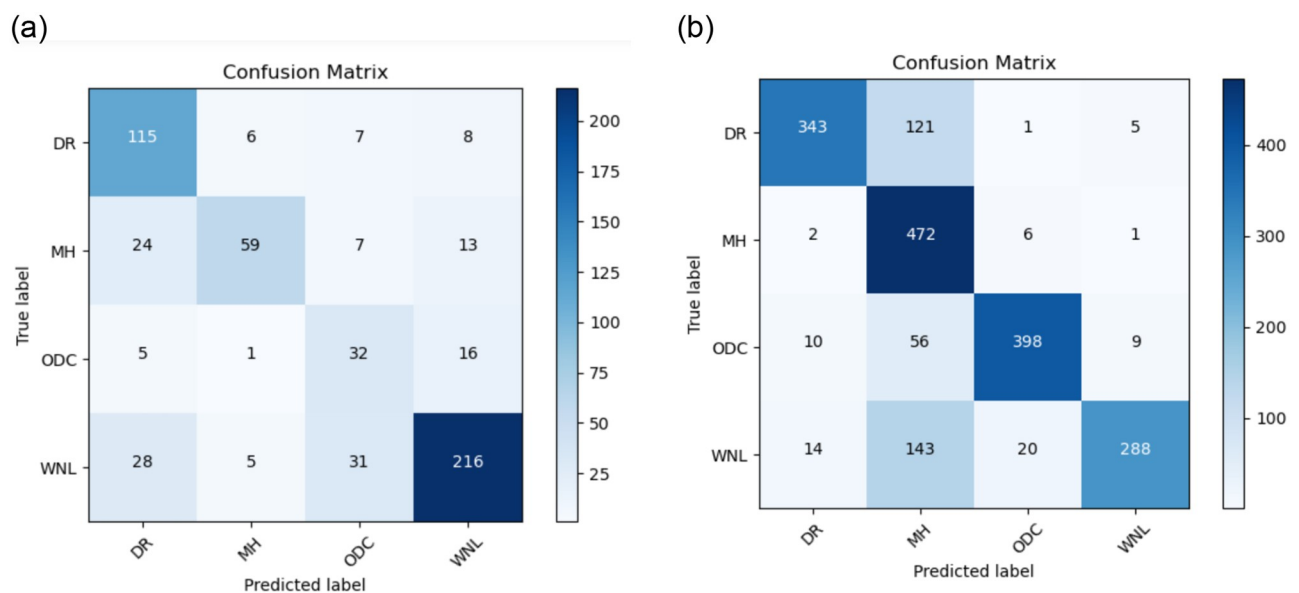 (a)
Confusion Matrix
DR 115 6 7 8
MH 24 59 7 13
ODC 5 1 32 16
WNL 28 5 31 216
DR MH ODC WNL
Predicted label
True label
200
175
150
125
100
75
50
25
(b)
Confusion Matrix
DR 343 121 1 5
MH 2 472 6 1
ODC 10 56 398 9
WNL 14 143 20 288
DR MH ODC WNL
Predicted label
True label
400
300
200
100